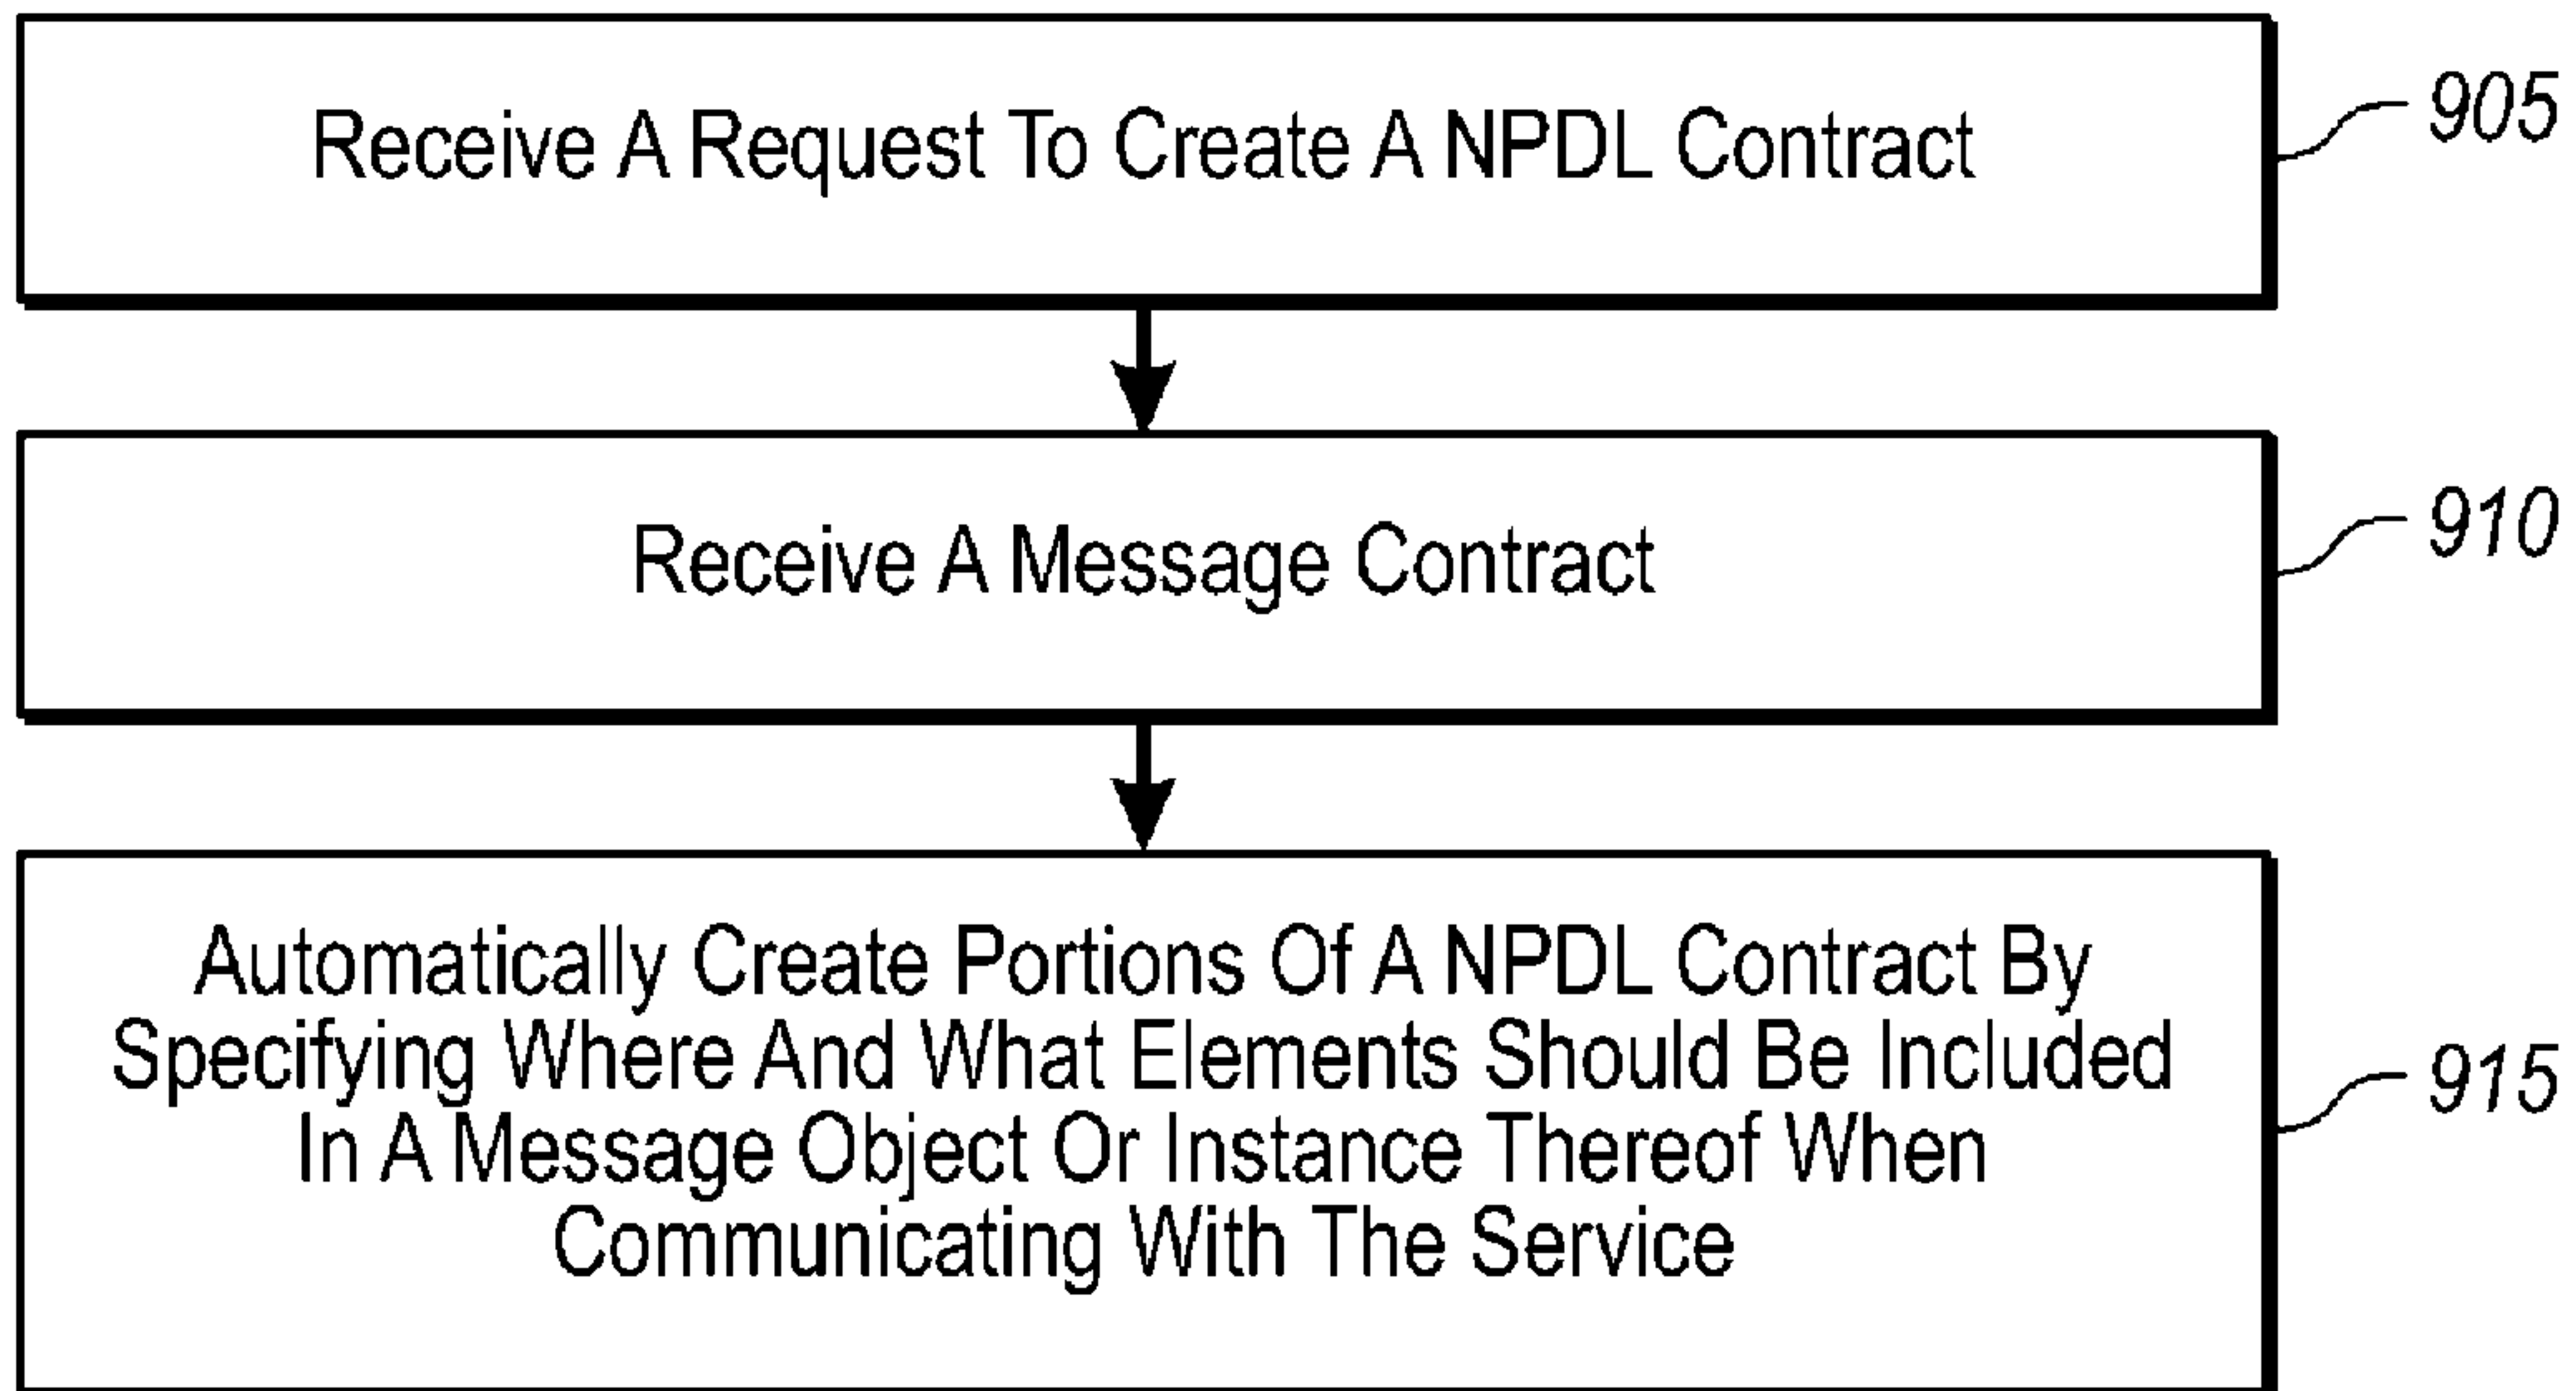 Receive A Request To Create A NPDL Contract
905
Receive A Message Contract
910
Automatically Create Portions Of A NPDL Contract By
Specifying Where And What Elements Should Be Included
In A Message Object Or Instance Thereof When
Communicating With The Service
915